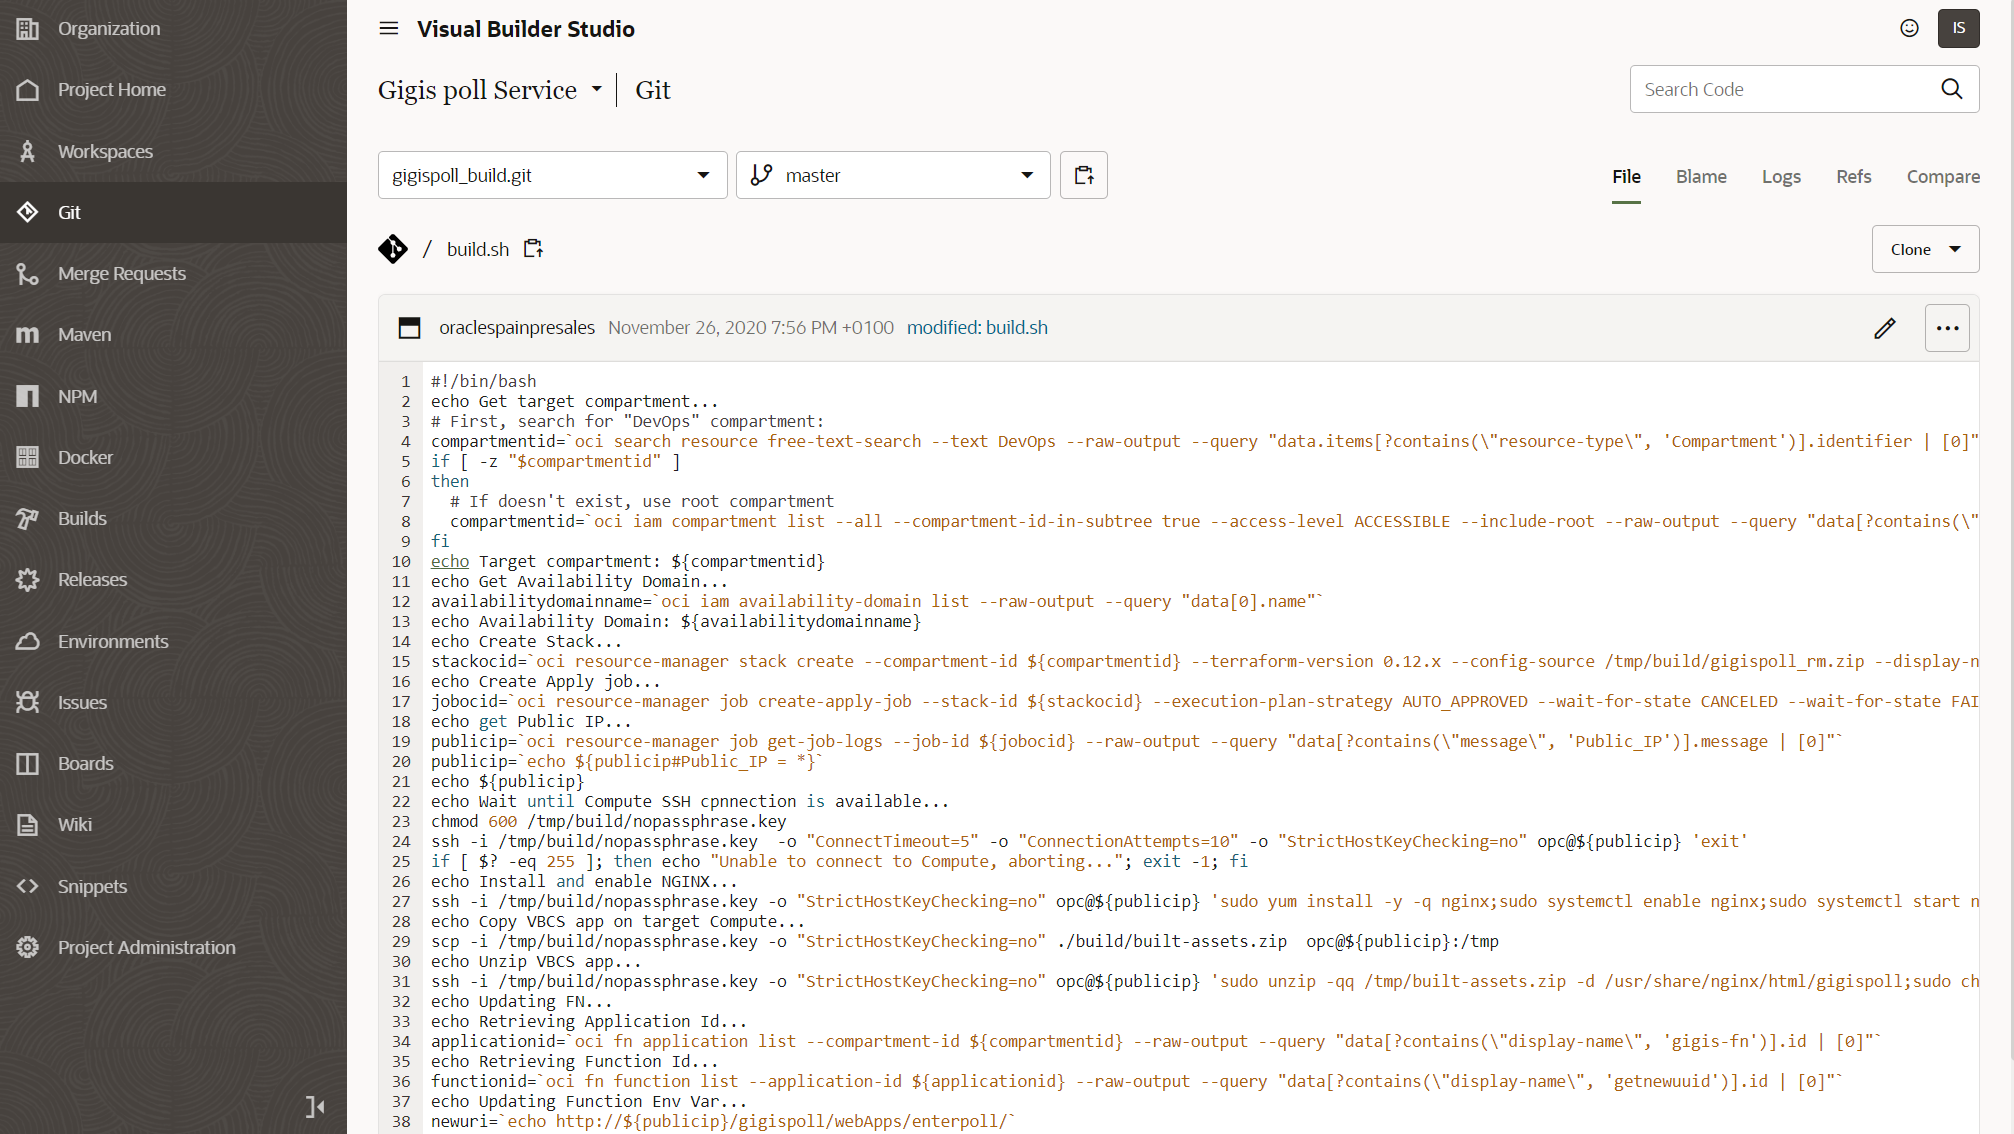 Organization
Project Home
Workspaces
Git
Merge Requests
Maven
NPM
Docker
Builds
Releases
Environments
Issues
Boards
Wiki
Snippets
Project Administration
Visual Builder Studio
IS
Gigis poll Service
Git
Search Code
gigispoll_build.git
master
File
Blame
Logs
Refs
Compare
/ build.sh
Clone
oraclespainpresales November 26, 2020 7:56 PM +0100 modified: build.sh
1 #!/bin/bash
2 echo Get target compartment...
3 # First, search for "DevOps" compartment:
4 compartmentid=`oci search resource free-text-search --text DevOps --raw-output --query "data.items[?contains(\"resource-type\", 'Compartment')].identifier | [0]"
5 if [ -z "$compartmentid" ]
6 then
7   # If doesn't exist, use root compartment
8   compartmentid=`oci iam compartment list --all --compartment-id-in-subtree true --access-level ACCESSIBLE --include-root --raw-output --query "data[?contains(\"
9 fi
10 echo Target compartment: ${compartmentid}
11 echo Get Availability Domain...
12 availabilitydomainname=`oci iam availability-domain list --raw-output --query "data[0].name"`
13 echo Availability Domain: ${availabilitydomainname}
14 echo Create Stack...
15 stackocid=`oci resource-manager stack create --compartment-id ${compartmentid} --terraform-version 0.12.x --config-source /tmp/build/gigispoll_rm.zip --display-n
16 echo Create Apply job...
17 jobocid=`oci resource-manager job create-apply-job --stack-id ${stackocid} --execution-plan-strategy AUTO_APPROVED --wait-for-state CANCELED --wait-for-state FAI
18 echo get Public IP...
19 publicip=`oci resource-manager job get-job-logs --job-id ${jobocid} --raw-output --query "data[?contains(\"message\", 'Public_IP')].message | [0]"`
20 publicip=`echo ${publicip#Public_IP = *}`
21 echo ${publicip}
22 echo Wait until Compute SSH cpnnection is available...
23 chmod 600 /tmp/build/nopassphrase.key
24 ssh -i /tmp/build/nopassphrase.key  -o "ConnectTimeout=5" -o "ConnectionAttempts=10" -o "StrictHostKeyChecking=no" opc@${publicip} 'exit'
25 if [ $? -eq 255 ]; then echo "Unable to connect to Compute, aborting..."; exit -1; fi
26 echo Install and enable NGINX...
27 ssh -i /tmp/build/nopassphrase.key -o "StrictHostKeyChecking=no" opc@${publicip} 'sudo yum install -y -q nginx;sudo systemctl enable nginx;sudo systemctl start n
28 echo Copy VBCS app on target Compute...
29 scp -i /tmp/build/nopassphrase.key -o "StrictHostKeyChecking=no" ./build/built-assets.zip  opc@${publicip}:/tmp
30 echo Unzip VBCS app...
31 ssh -i /tmp/build/nopassphrase.key -o "StrictHostKeyChecking=no" opc@${publicip} 'sudo unzip -qq /tmp/built-assets.zip -d /usr/share/nginx/html/gigispoll;sudo ch
32 echo Updating FN...
33 echo Retrieving Application Id...
34 applicationid=`oci fn application list --compartment-id ${compartmentid} --raw-output --query "data[?contains(\"display-name\", 'gigis-fn')].id | [0]"`
35 echo Retrieving Function Id...
36 functionid=`oci fn function list --application-id ${applicationid} --raw-output --query "data[?contains(\"display-name\", 'getnewuuid')].id | [0]"`
37 echo Updating Function Env Var...
38 newuri=`echo http://${publicip}/gigispoll/webApps/enterpoll/`